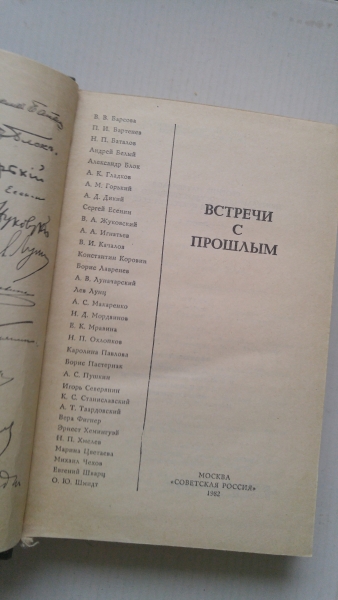 В. В. Барсова
П. И. Бартенев
Н. П. Баталов
Андрей Белый
Александр Блок
А. К. Гладков
А. М. Горький
А. Д. Дикий
Сергей Есенин
В. А. Жуковский
А. А. Игнатьев
В. И. Качалов
Константин Коровин
Борис Лавренев
А. В. Луначарский
Лев Лунц
А. С. Макаренко
Н. Д. Мордвинов
Е. К. Мравина
Н. П. Охлопков
Каролина Павлова
Борис Пастернак
А. С. Пушкин
Игорь Северянин
К. С. Станиславский
А. Т. Твардовский
Вера Фигнер
Эрнест Хемингуэй
Н. П. Хмелев
Марина Цветаева
Михаил Чехов
Евгений Шварц
О. Ю. Шмидт
ВСТРЕЧИ
С
ПРОШЛЫМ
МОСКВА
«СОВЕТСКАЯ РОССИЯ»
1982